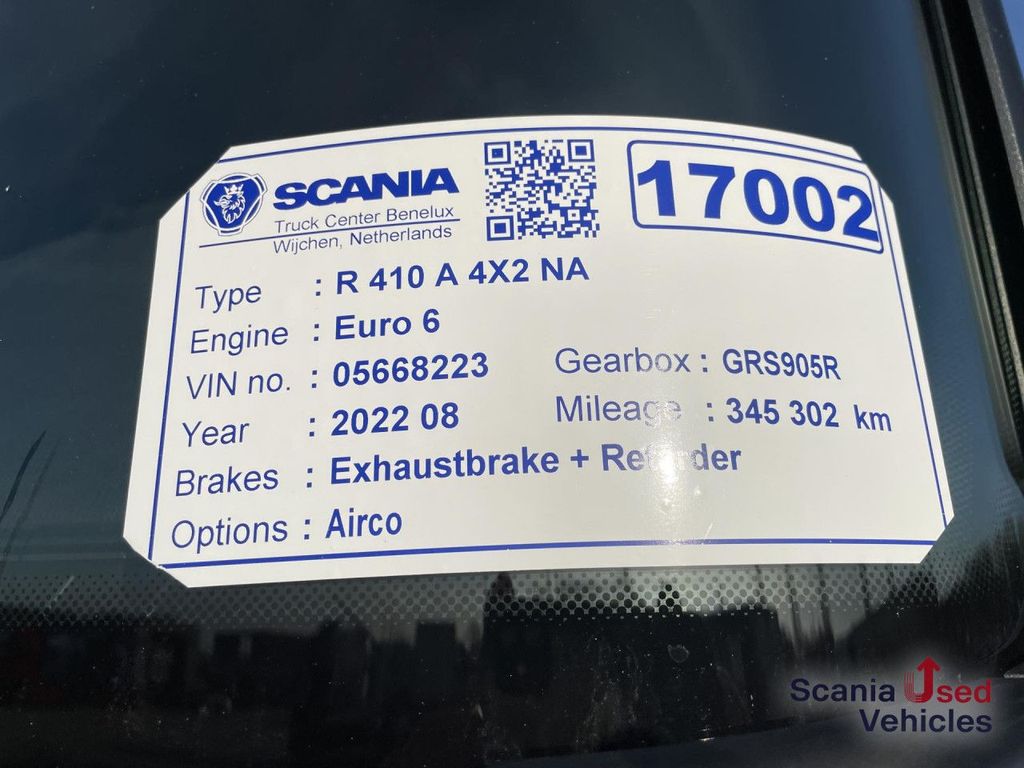 SCANIA
Truck Center Benelux
Wijchen, Netherlands
17002
Type : R 410 A 4X2 NA
Engine : Euro 6
VIN no. : 05668223 Gearbox : GRS905R
Year : 2022 08 Mileage : 345 302 km
Brakes : Exhaustbrake + Retarder
Options : Airco
Scania Used
Vehicles